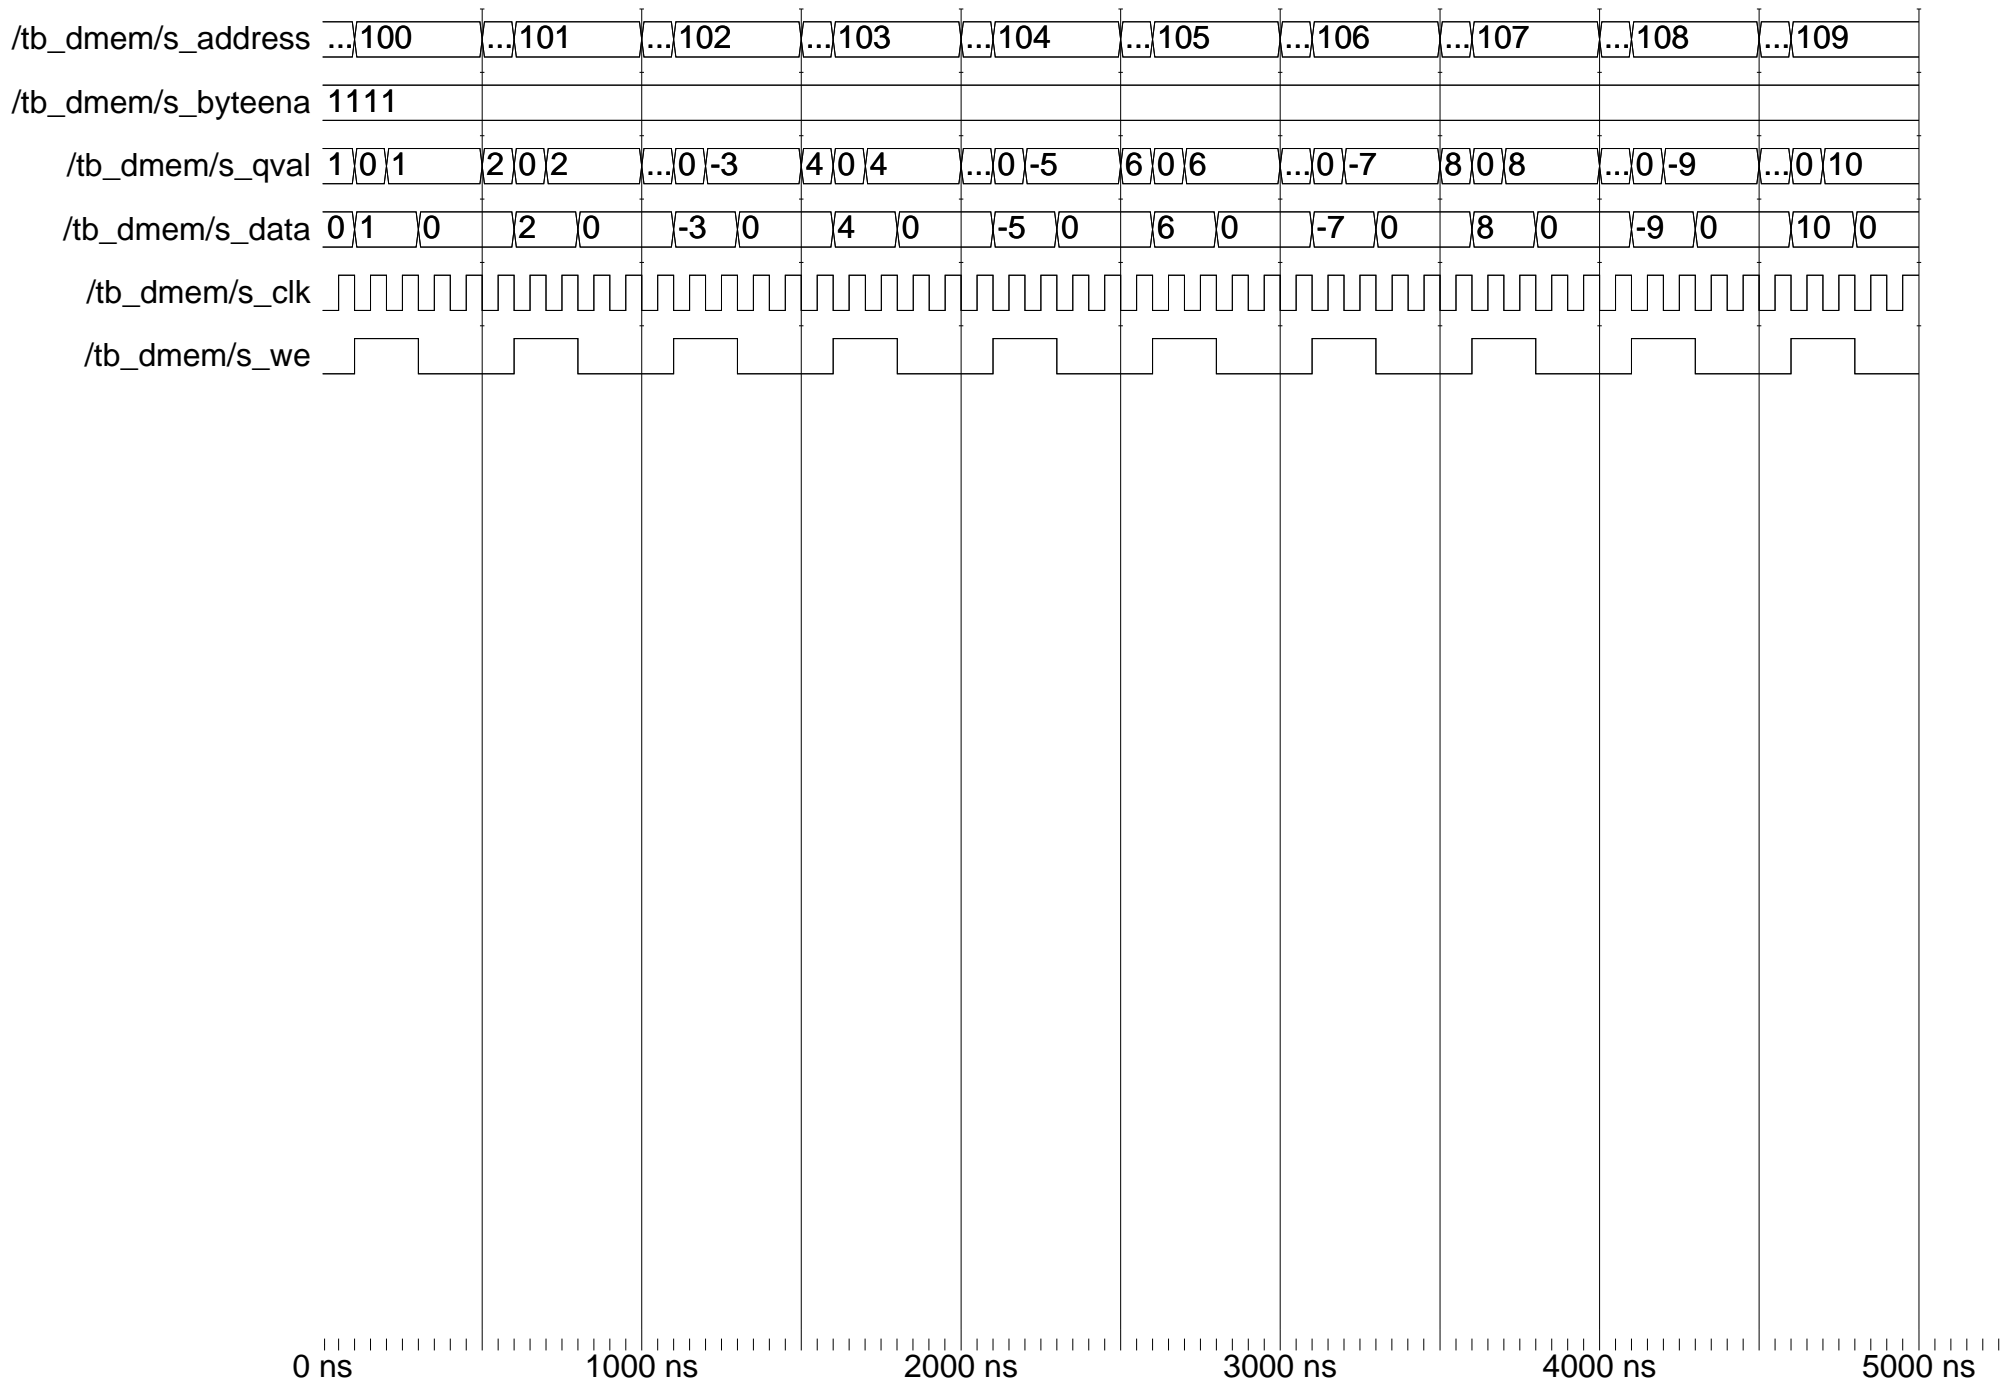 /tb_dmem/s_address ... 100 ... 101 ... 102 ... 103 ... 104 ... 105 ... 106 ... 107 ... 108 ... 109
/tb_dmem/s_byteena 1111
/tb_dmem/s_qval 1 0 1 2 0 2 ... 0 -3 4 0 4 ... 0 -5 6 0 6 ... 0 -7 8 0 8 ... 0 -9 ... 0 10
/tb_dmem/s_data 0 1 0 2 0 -3 0 4 0 -5 0 6 0 -7 0 8 0 -9 0 10 0
/tb_dmem/s_clk
/tb_dmem/s_we
0 ns 1000 ns 2000 ns 3000 ns 4000 ns 5000 ns